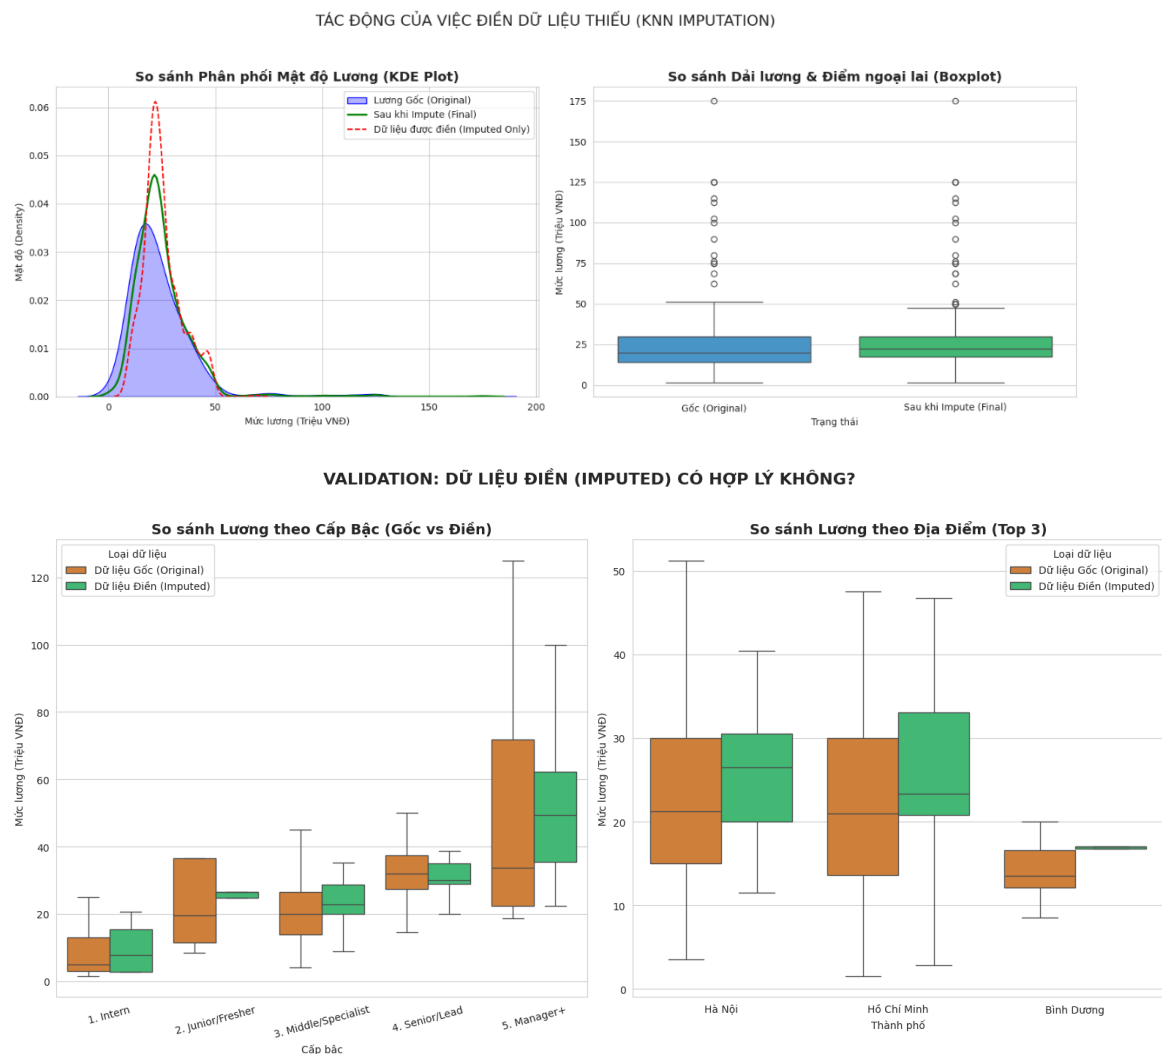 TÁC ĐỘNG CỦA VIỆC ĐIỀN DỮ LIỆU THIẾU (KNN IMPUTATION)
So sánh Phân phối Mật độ Lương (KDE Plot)
Mật độ (Density)
0.06
0.05
0.04
0.03
0.02
0.01
0.00
Lương Gốc (Original)
Sau khi Impute (Final)
Dữ liệu được điền (Imputed Only)
0
50
100
150
200
Mức lương (Triệu VNĐ)
So sánh Dải lương & Điểm ngoại lai (Boxplot)
Mức lương (Triệu VNĐ)
175
150
125
100
75
50
25
0
Gốc (Original)
Sau khi Impute (Final)
Trạng thái
VALIDATION: DỮ LIỆU ĐIỀN (IMPUTED) CÓ HỢP LÝ KHÔNG?
So sánh Lương theo Cấp Bậc (Gốc vs Điền)
Loại dữ liệu
Dữ liệu Gốc (Original)
Dữ liệu Điền (Imputed)
Mức lương (Triệu VNĐ)
120
100
80
60
40
20
0
1. Intern
2. Junior/Fresher
3. Middle/Specialist
4. Senior/Lead
5. Manager+
Cấp bậc
So sánh Lương theo Địa Điểm (Top 3)
Loại dữ liệu
Dữ liệu Gốc (Original)
Dữ liệu Điền (Imputed)
Mức lương (Triệu VNĐ)
50
40
30
20
10
0
Hà Nội
Hồ Chí Minh
Bình Dương
Thành phố